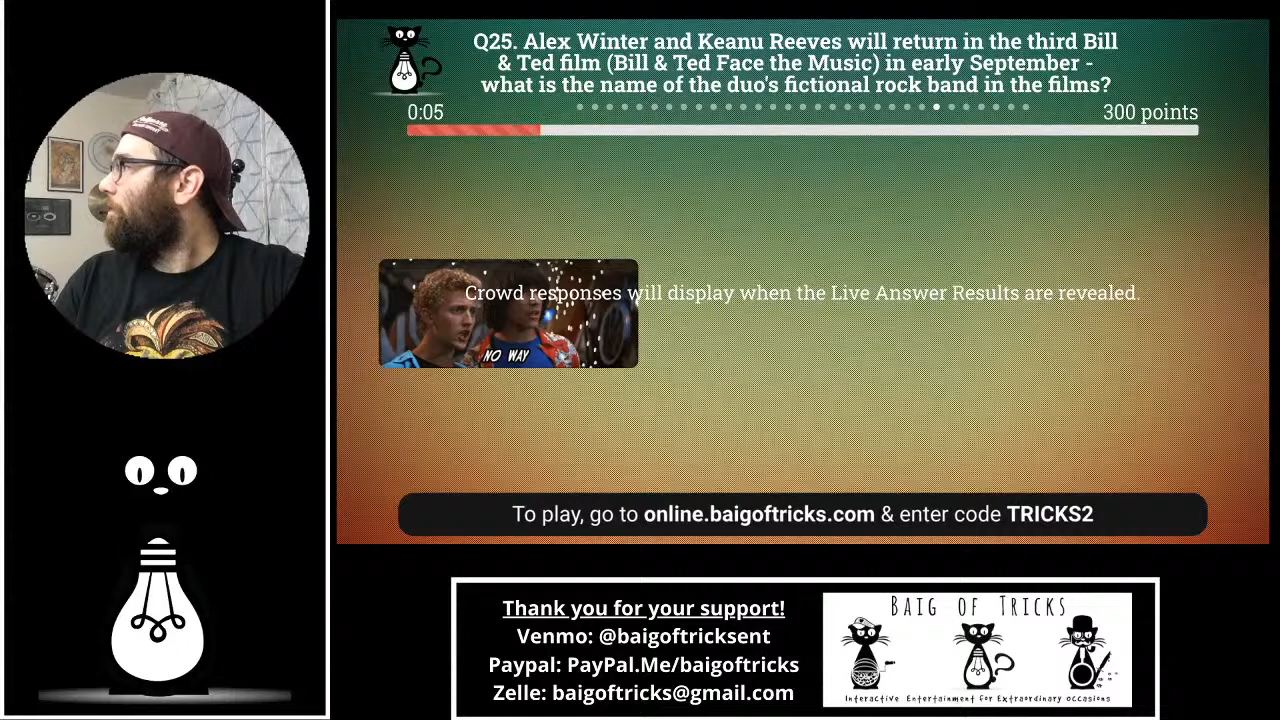 Q25. Alex Winter and Keanu Reeves will return in the third Bill
& Ted film (Bill & Ted Face the Music) in early September -
what is the name of the duo's fictional rock band in the films?
0:05
300 points
Crowd responses will display when the Live Answer Results are revealed.
NO WAY
To play, go to online.baigoftricks.com & enter code TRICKS2
Thank you for your support!
Venmo: @baigoftricksent
Paypal: PayPal.Me/baigoftricks
Zelle: baigoftricks@gmail.com
BAIG OF TRICKS
Interactive Entertainment for Extraordinary occasions